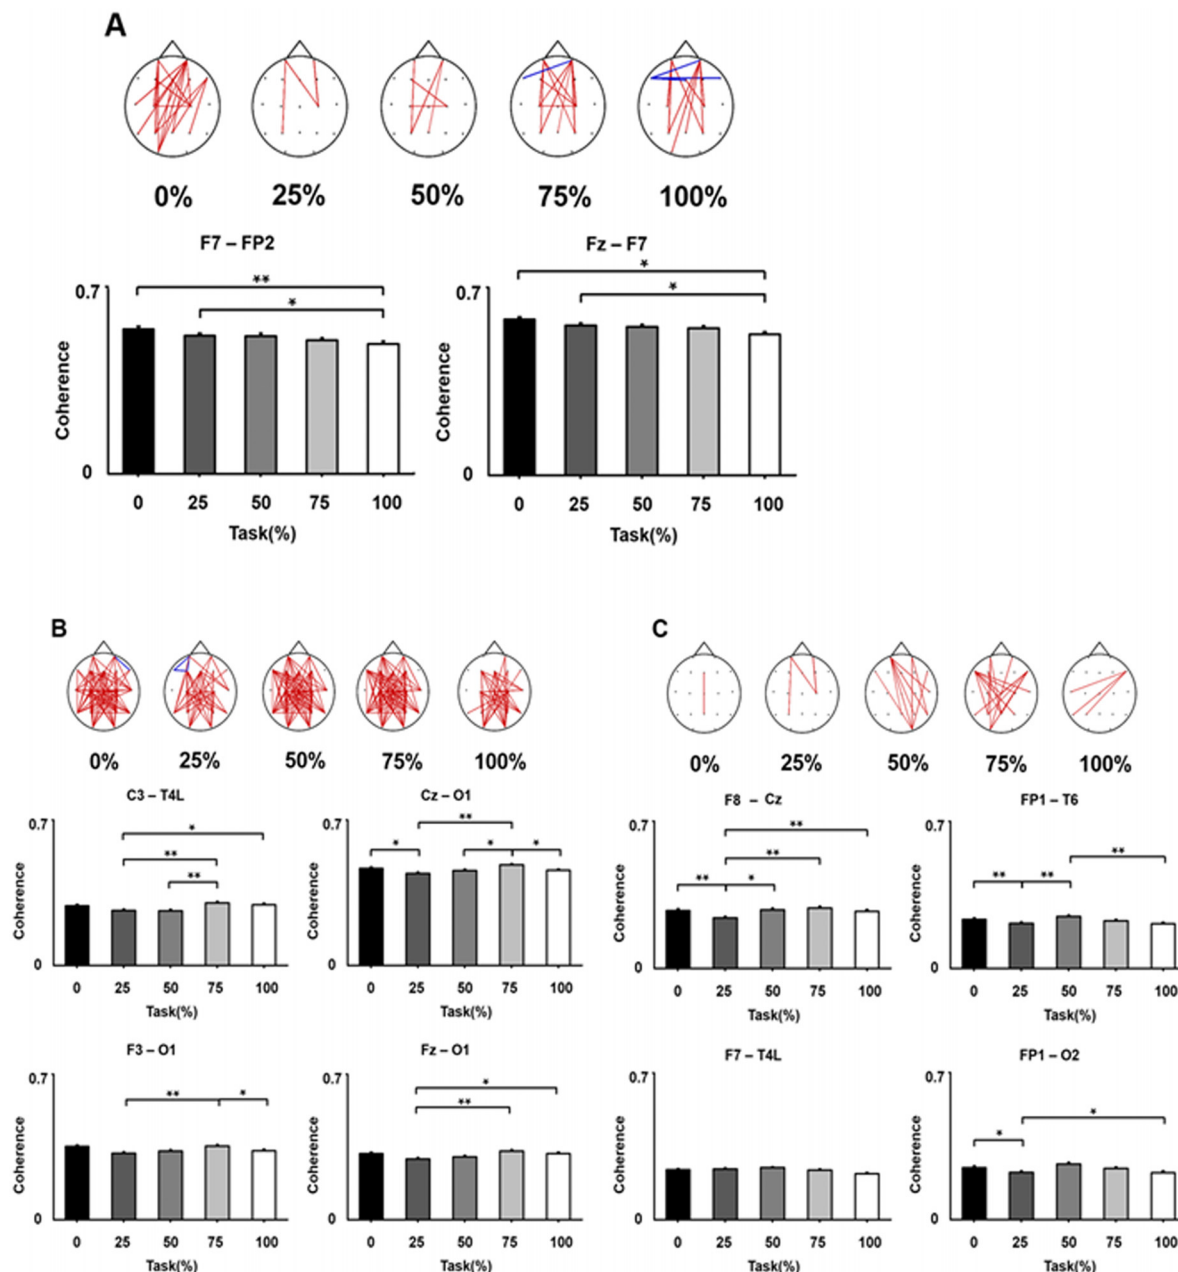 A
0% 25% 50% 75% 100%
F7 – FP2
** 
*
0.7
Coherence
0
0 25 50 75 100
Task(%)
Fz – F7
*
*
0.7
Coherence
0
0 25 50 75 100
Task(%)
B
0% 25% 50% 75% 100%
C3 – T4L
0.7
*
**
**
Coherence
0
0 25 50 75 100
Task(%)
Cz – O1
0.7
**
* * *
Coherence
0
0 25 50 75 100
Task(%)
F3 – O1
0.7
** *
Coherence
0
0 25 50 75 100
Task(%)
Fz – O1
0.7
*
**
Coherence
0
0 25 50 75 100
Task(%)
C
0% 25% 50% 75% 100%
F8 – Cz
0.7
**
**
** *
Coherence
0
0 25 50 75 100
Task(%)
FP1 – T6
0.7
**
** **
Coherence
0
0 25 50 75 100
Task(%)
F7 – T4L
0.7
Coherence
0
0 25 50 75 100
Task(%)
FP1 – O2
0.7
*
*
Coherence
0
0 25 50 75 100
Task(%)